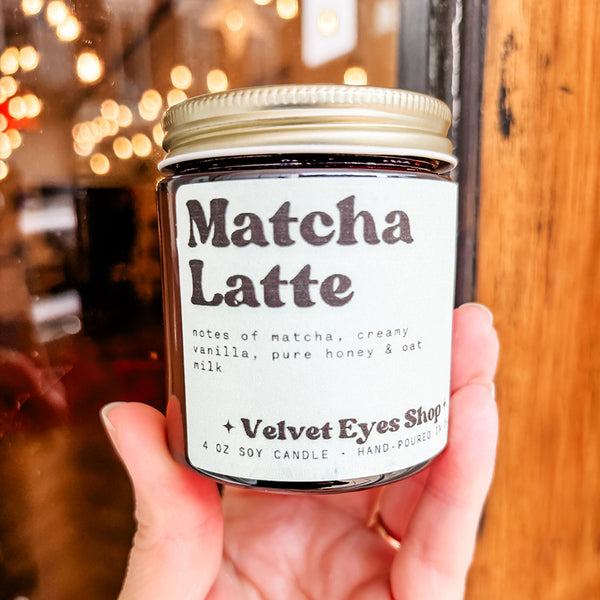 Matcha
Latte
notes of matcha, creamy
vanilla, pure honey & oat
milk
Velvet Eyes Shop
4 OZ SOY CANDLE • HAND-POURED IN